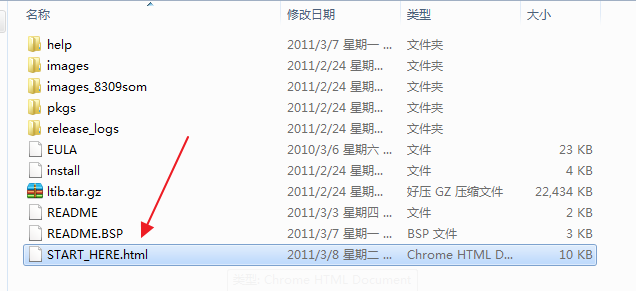 名称 修改日期 类型 大小
help 2011/3/7 星期一 ... 文件夹
images 2011/2/24 星期... 文件夹
images_8309som 2011/2/24 星期... 文件夹
pkgs 2011/2/24 星期... 文件夹
release_logs 2011/2/24 星期... 文件夹
EULA 2010/3/6 星期六 ... 文件 23 KB
install 2011/2/24 星期... 文件 4 KB
ltib.tar.gz 2011/2/24 星期... 好压 GZ 压缩文件 22,434 KB
README 2011/3/3 星期四 ... 文件 2 KB
README.BSP 2011/3/7 星期一 ... BSP 文件 3 KB
START_HERE.html 2011/3/8 星期二 ... Chrome HTML D... 10 KB
类型: Chrome HTML Document